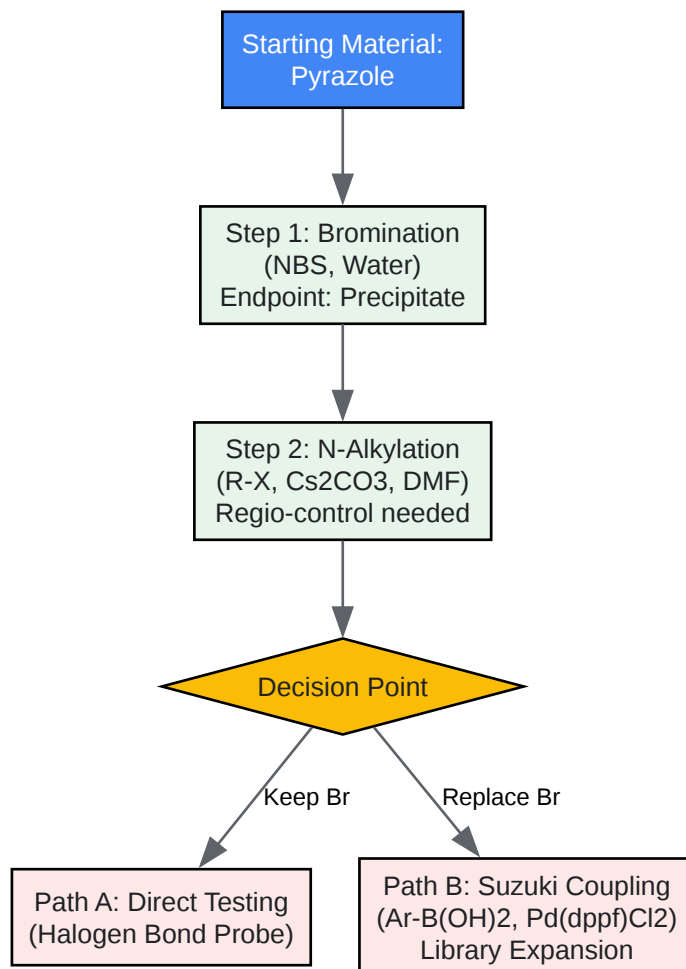 Starting Material:
Pyrazole
Step 1: Bromination
(NBS, Water)
Endpoint: Precipitate
Step 2: N-Alkylation
(R-X, Cs2CO3, DMF)
Regio-control needed
Decision Point
Keep Br
Replace Br
Path A: Direct Testing
(Halogen Bond Probe)
Path B: Suzuki Coupling
(Ar-B(OH)2, Pd(dppf)Cl2)
Library Expansion